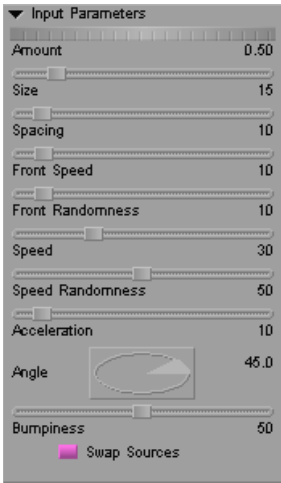 Input Parameters
Amount 0.50
Size 15
Spacing 10
Front Speed 10
Front Randomness 10
Speed 30
Speed Randomness 50
Acceleration 10
Angle 45.0
Bumpiness 50
Swap Sources